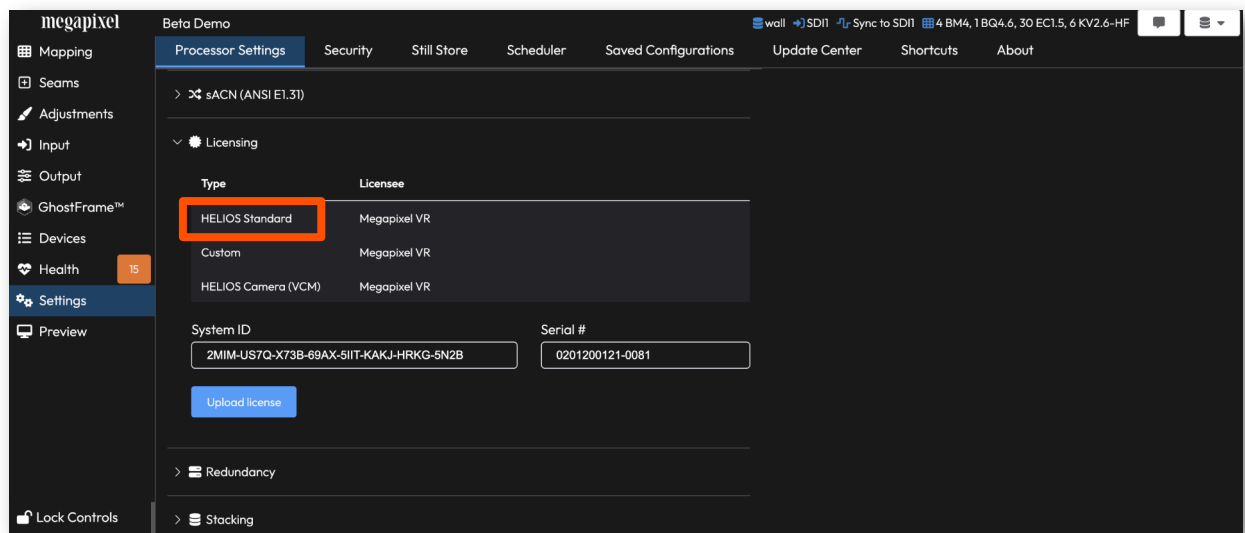 megapixel
Beta Demo
wall SDI1 Sync to SDI1 4 BM4, 1 BQ4.6, 30 EC1.5, 6 KV2.6-HF
Mapping
Processor Settings Security Still Store Scheduler Saved Configurations Update Center Shortcuts About
Seams
sACN (ANSI E1.31)
Adjustments
Input
Licensing
Output
Type Licensee
GhostFrame™
HELIOS Standard Megapixel VR
Devices
Custom Megapixel VR
Health 15
HELIOS Camera (VCM) Megapixel VR
Settings
Preview
System ID Serial #
2MIM-US7Q-X73B-69AX-5IIT-KAKJ-HRKG-5N2B 0201200121-0081
Upload license
Redundancy
Lock Controls
Stacking